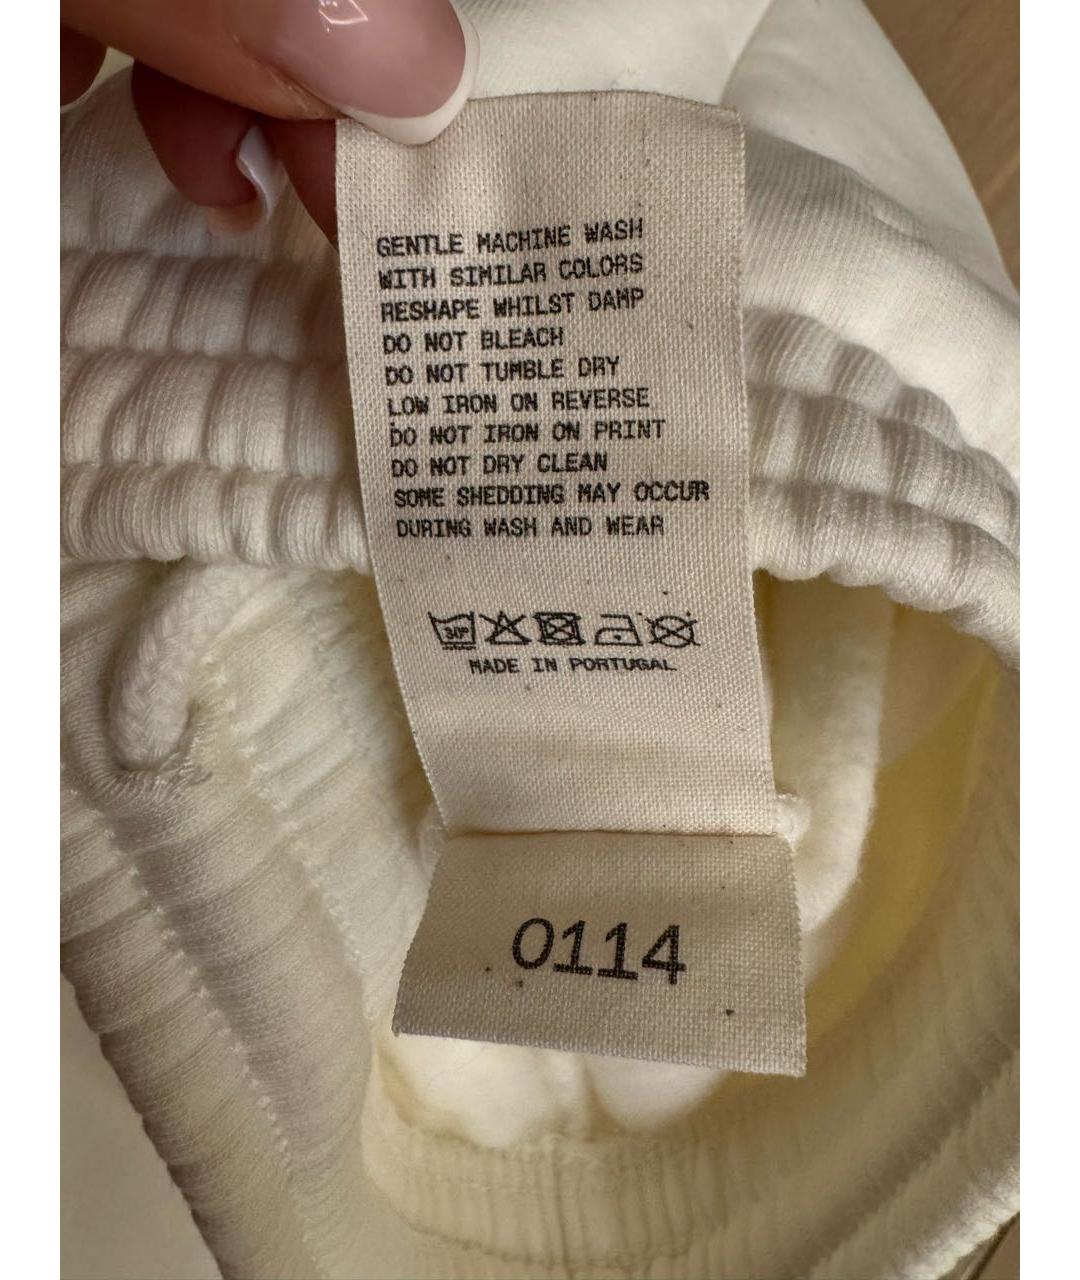 GENTLE MACHINE WASH
WITH SIMILAR COLORS
RESHAPE WHILST DAMP
DO NOT BLEACH
DO NOT TUMBLE DRY
LOW IRON ON REVERSE
DO NOT IRON ON PRINT
DO NOT DRY CLEAN
SOME SHEDDING MAY OCCUR
DURING WASH AND WEAR
30°
MADE IN PORTUGAL
0114